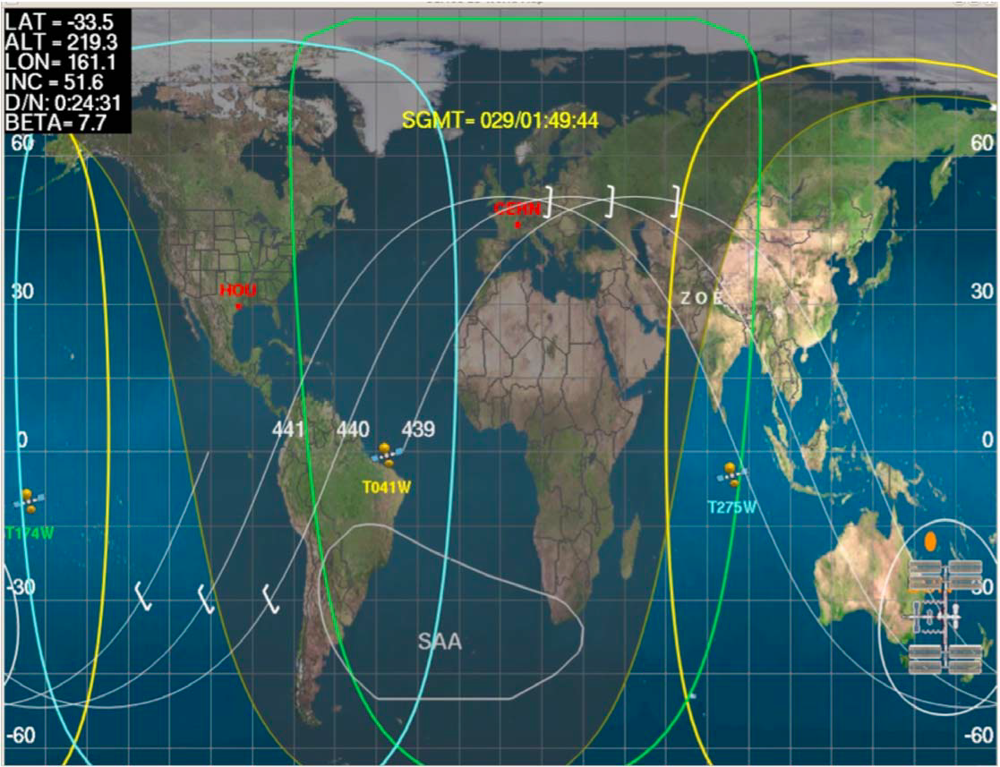 LAT = -33.5
ALT = 219.3
LON= 161.1
INC = 51.6
D/N: 0:24:31
BETA= 7.7
SGMT= 029/01:49:44
60
60
CERN
HOU
30
30
Z O E
441
440
439
0
0
T041W
T275W
T174W
-30
30
SAA
-60
-60